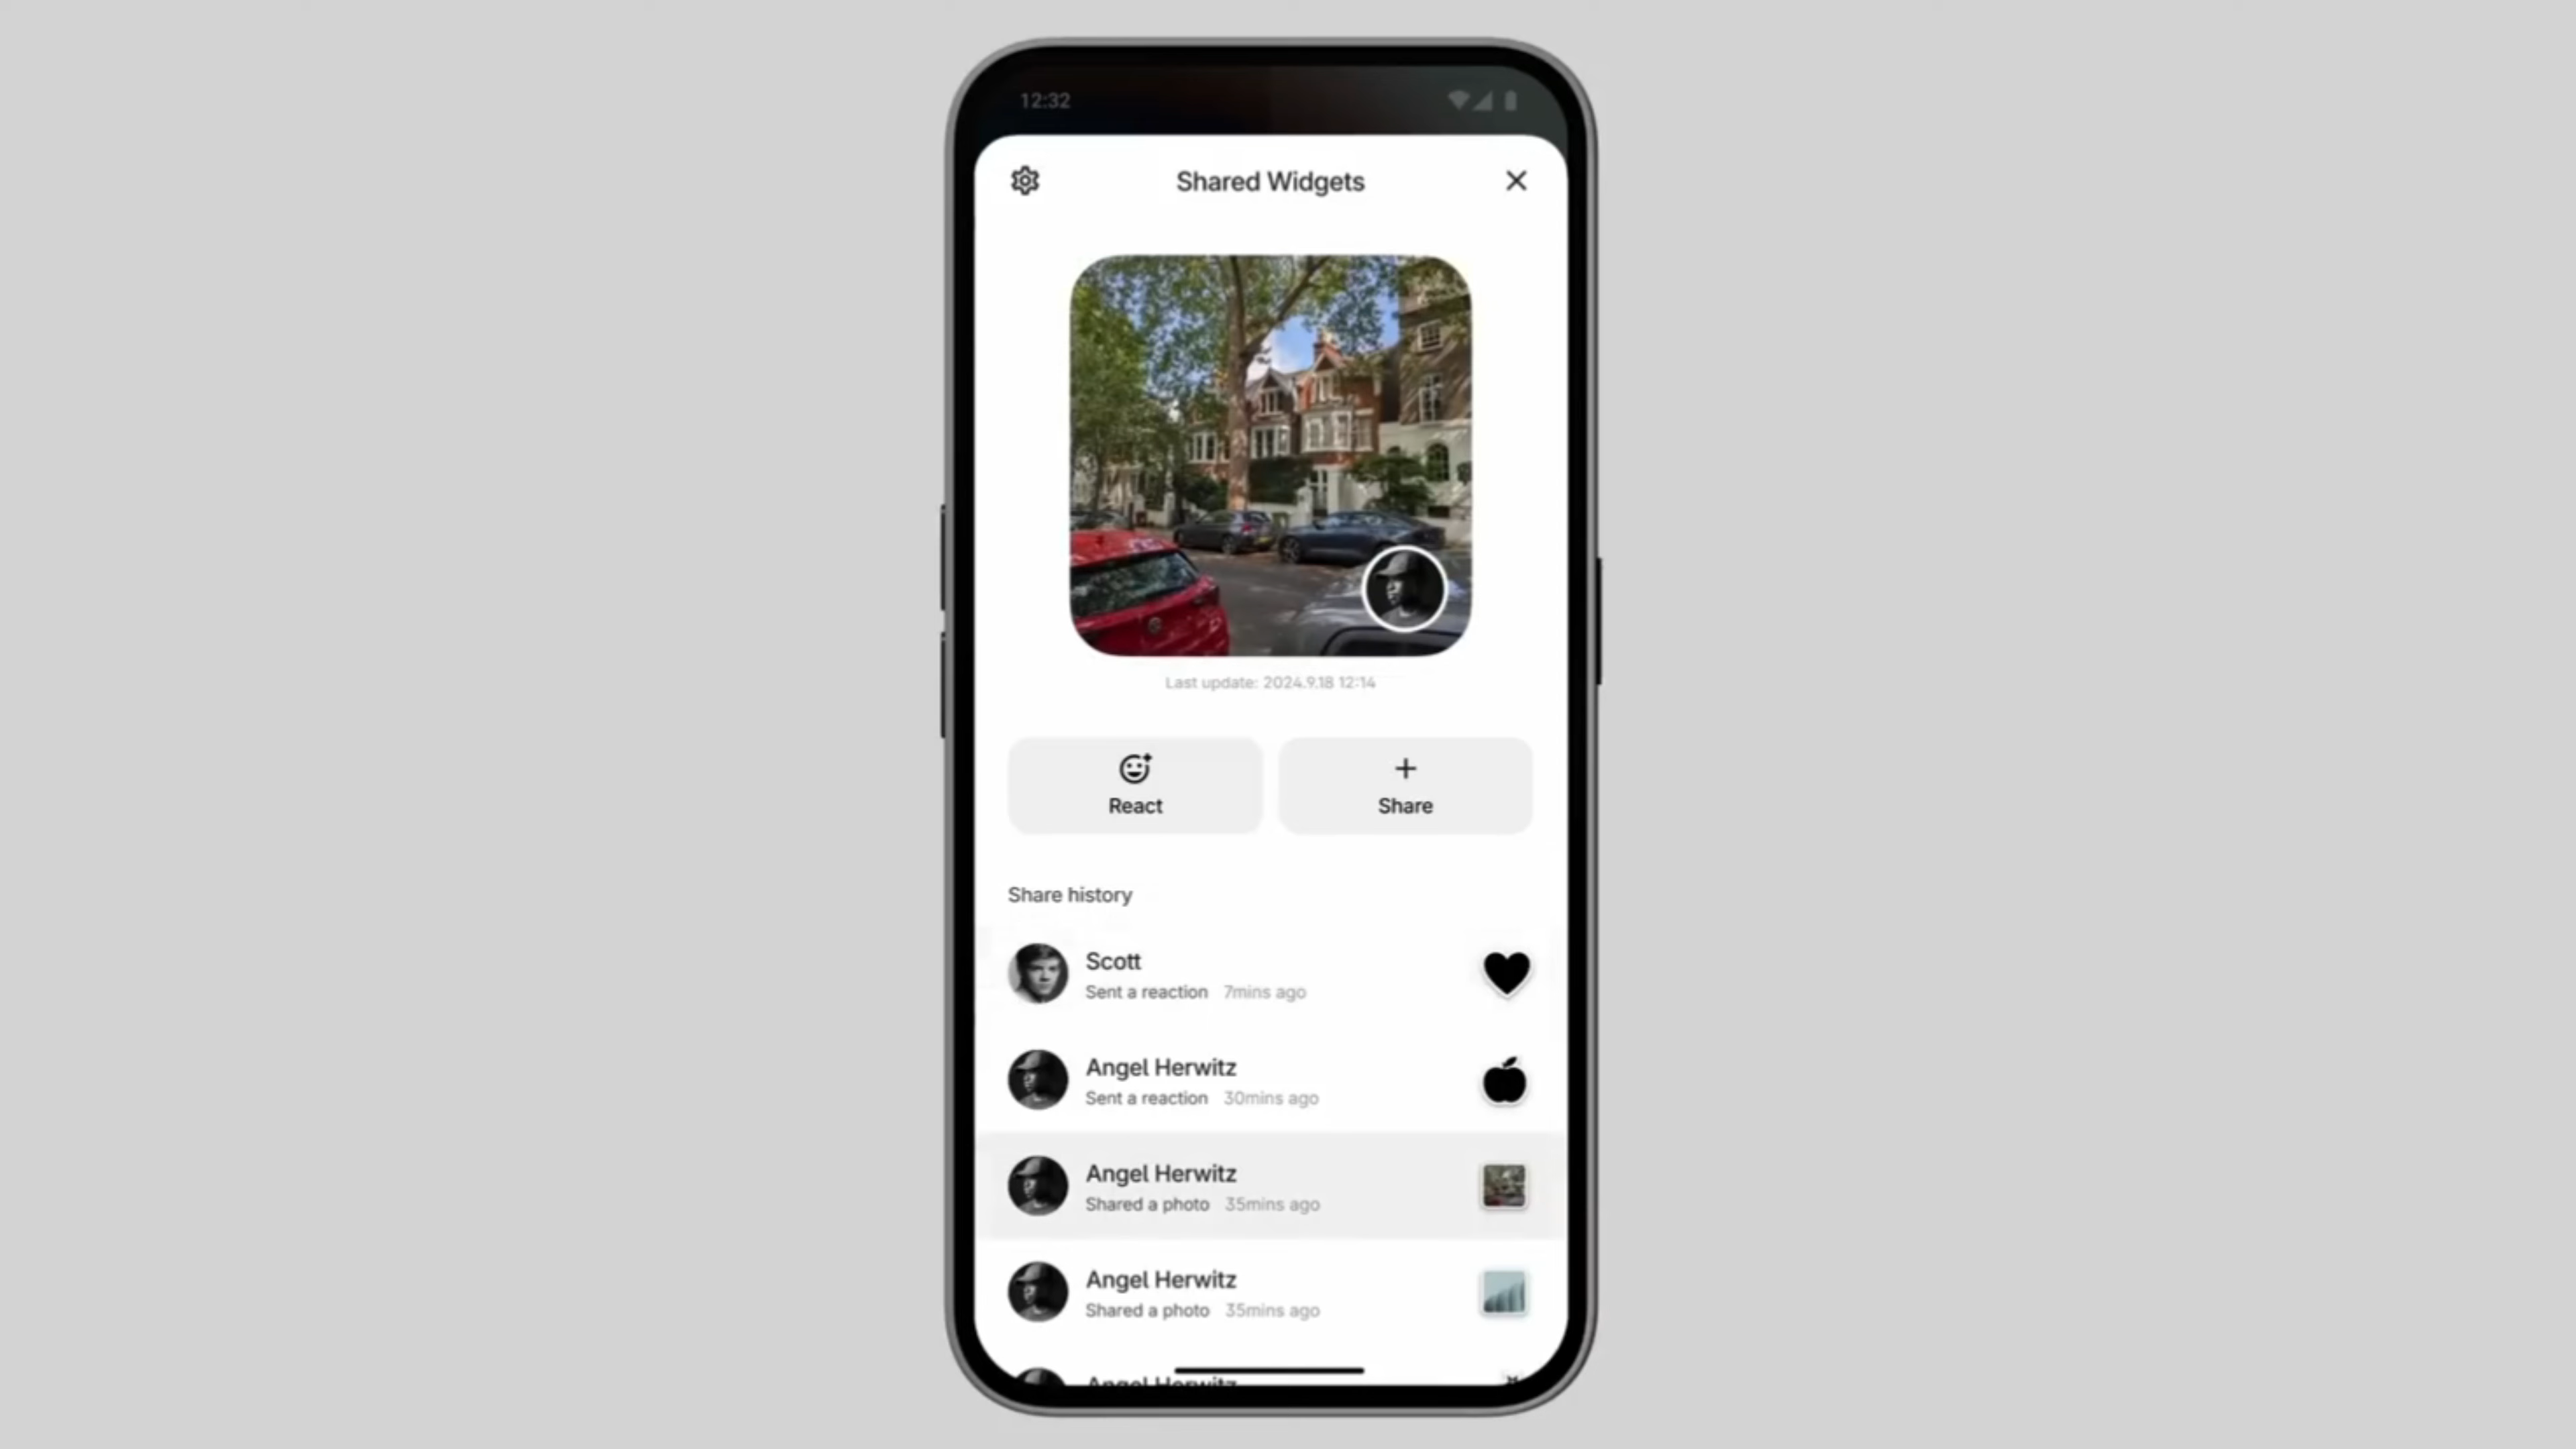 12:32
Shared Widgets
Last update: 2024.9.18 12:14
React
Share
Share history
Scott
Sent a reaction 7mins ago
Angel Herwitz
Sent a reaction 30mins ago
Angel Herwitz
Shared a photo 35mins ago
Angel Herwitz
Shared a photo 35mins ago
Angel Herwitz